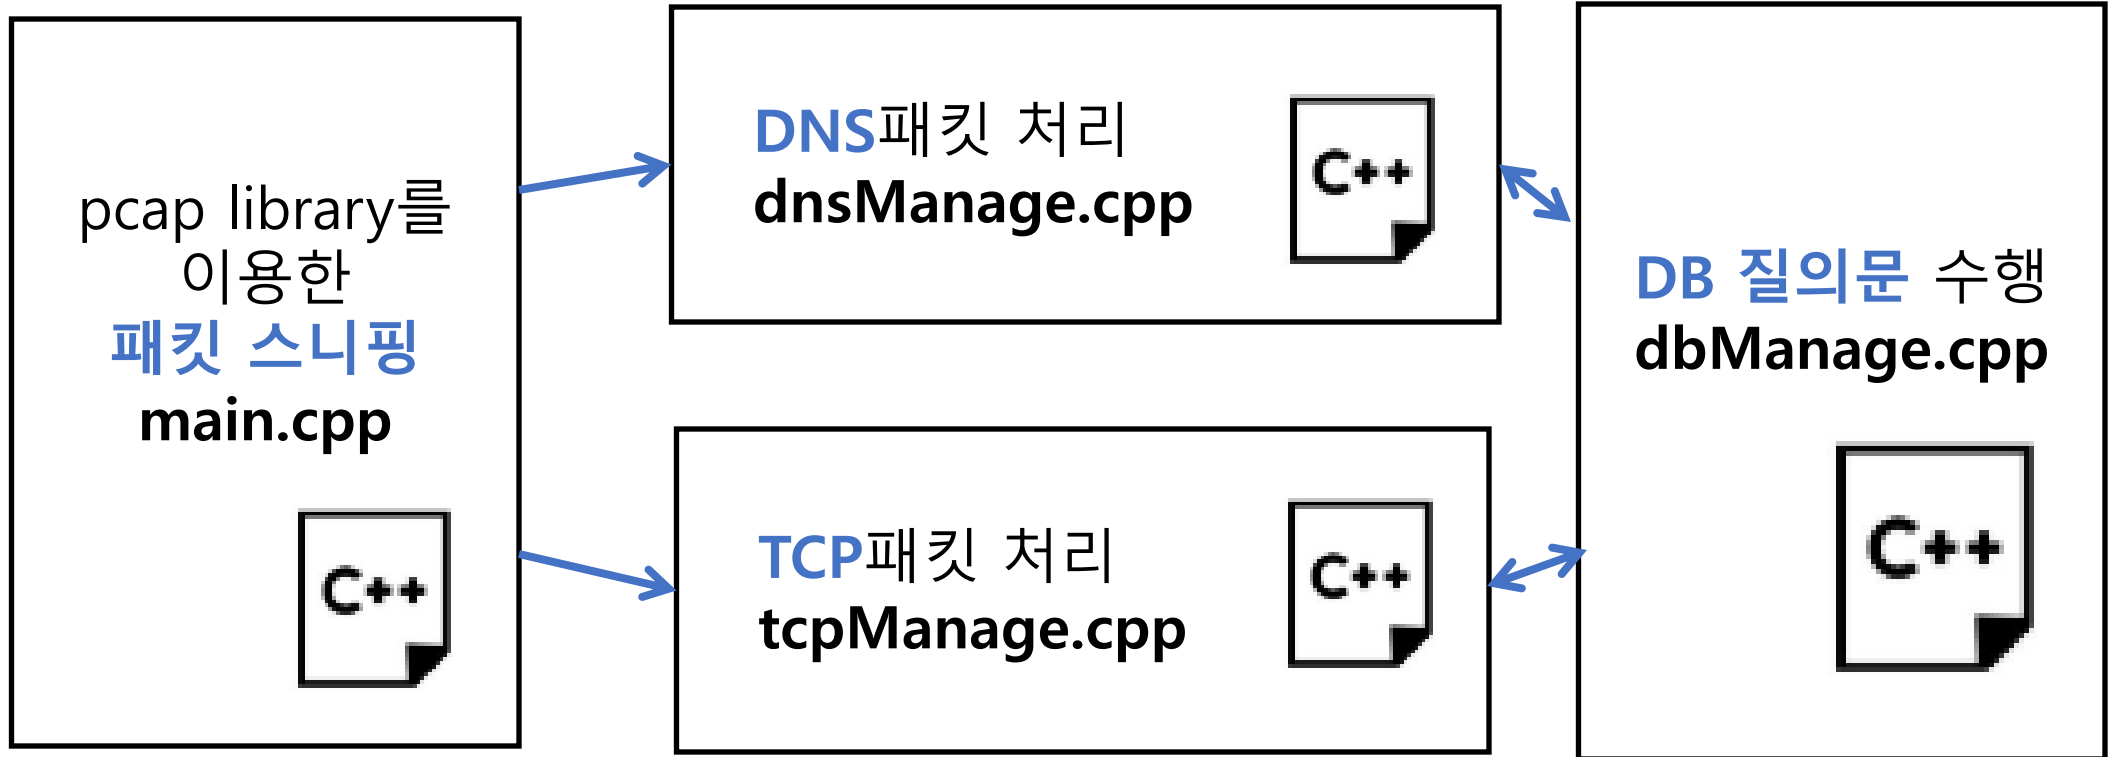 pcap library를
이용한
패킷 스니핑
main.cpp
C++
DNS패킷 처리
dnsManage.cpp
C++
TCP패킷 처리
tcpManage.cpp
C++
DB 질의문 수행
dbManage.cpp
C++